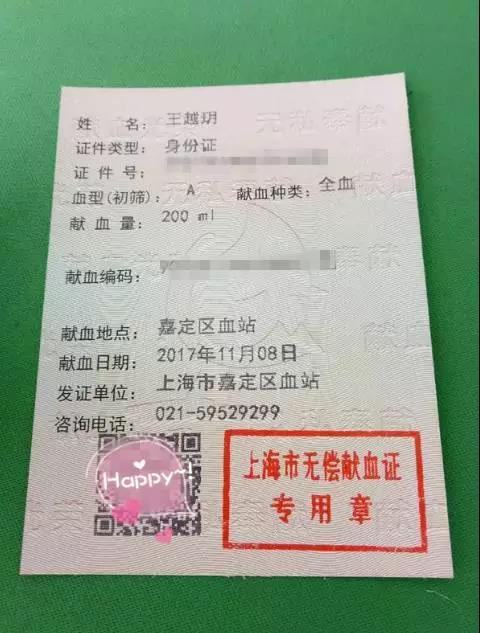 姓 名: 王越玥
证件类型: 身份证
证 件 号:
血型(初筛): A 献血种类: 全血
献 血 量: 200 ml
献血编码:
献血地点: 嘉定区血站
献血日期: 2017年11月08日
发证单位: 上海市嘉定区血站
咨询电话: 021-59529299
Happy~!
上海市无偿献血证
专用章